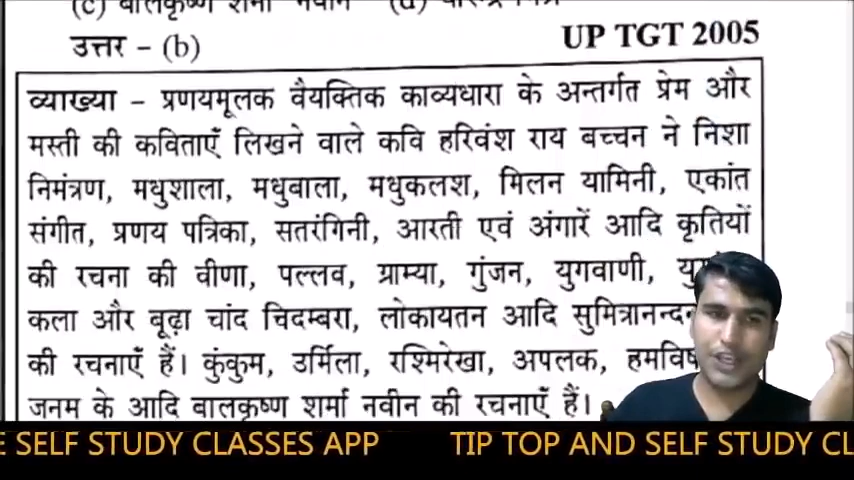 (c) बालकृष्ण शर्मा नवीन (d)
उत्तर – (b) UP TGT 2005
व्याख्या – प्रणयमूलक वैयक्तिक काव्यधारा के अन्तर्गत प्रेम और
मस्ती की कविताएँ लिखने वाले कवि हरिवंश राय बच्चन ने निशा
निमंत्रण, मधुशाला, मधुबाला, मधुकलश, मिलन यामिनी, एकांत
संगीत, प्रणय पत्रिका, सतरंगिनी, आरती एवं अंगारें आदि कृतियों
की रचना की वीणा, पल्लव, ग्राम्या, गुंजन, युगवाणी,
कला और बूढ़ा चांद चिदम्बरा, लोकायतन आदि
की रचनाएँ हैं। कुंकुम, उर्मिला, रश्मिरेखा, अपलक,
जनम के आदि बालकृष्ण शर्मा नवीन की रचनाएँ हैं।
E SELF STUDY CLASSES APP TIP TOP AND SELF STUDY CL